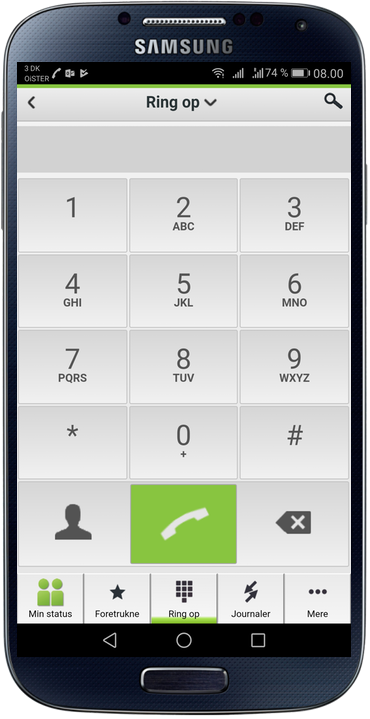 SAMSUNG
3 DK
OiSTER
74 % 08.00
Ring op
1 2 3
ABC DEF
4 5 6
GHI JKL MNO
7 8 9
PQRS TUV WXYZ
* 0 #
+
Min status Foretrukne Ring op Journaler Mere